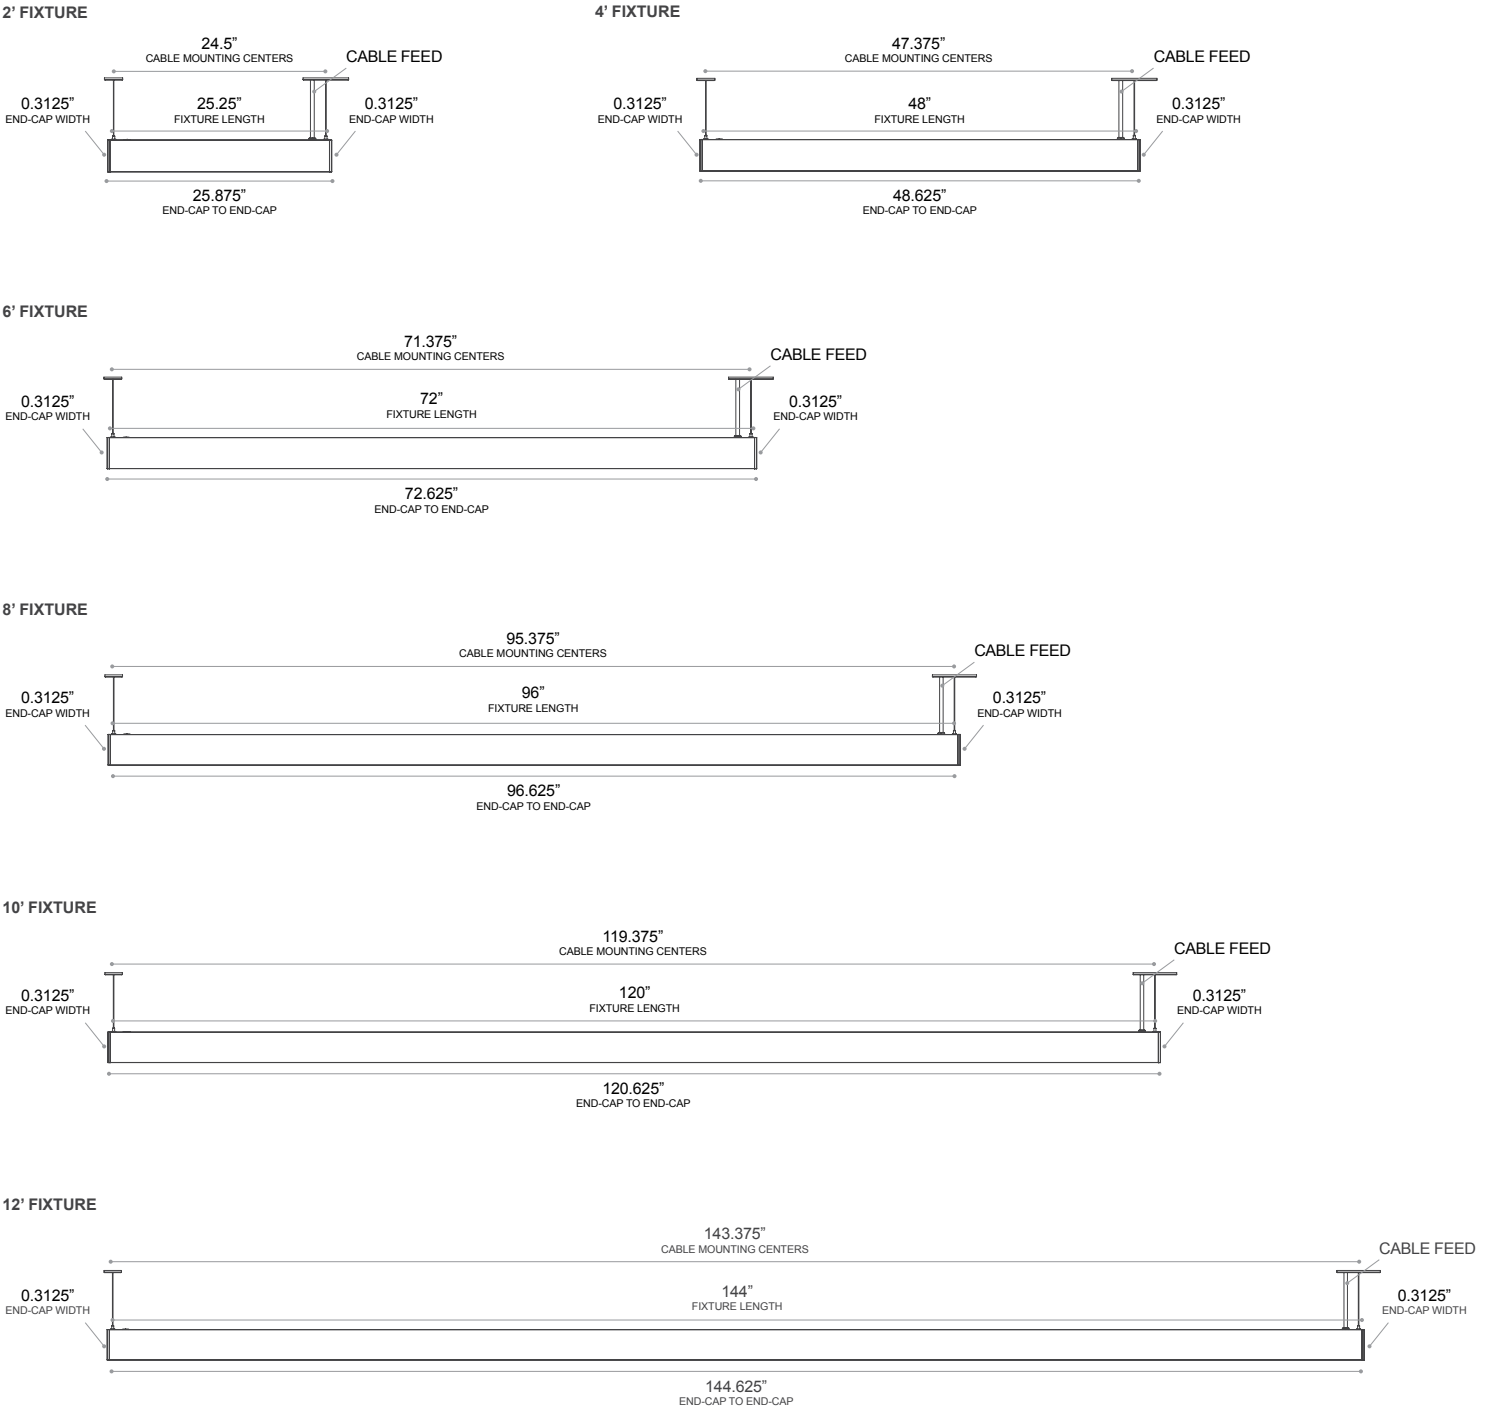 2’ FIXTURE
24.5”
CABLE MOUNTING CENTERS
CABLE FEED
0.3125”
END-CAP WIDTH
25.25”
FIXTURE LENGTH
0.3125”
END-CAP WIDTH
25.875”
END-CAP TO END-CAP
4’ FIXTURE
47.375”
CABLE MOUNTING CENTERS
CABLE FEED
0.3125”
END-CAP WIDTH
48”
FIXTURE LENGTH
0.3125”
END-CAP WIDTH
48.625”
END-CAP TO END-CAP
6’ FIXTURE
71.375”
CABLE MOUNTING CENTERS
CABLE FEED
0.3125”
END-CAP WIDTH
72”
FIXTURE LENGTH
0.3125”
END-CAP WIDTH
72.625”
END-CAP TO END-CAP
8’ FIXTURE
95.375”
CABLE MOUNTING CENTERS
CABLE FEED
0.3125”
END-CAP WIDTH
96”
FIXTURE LENGTH
0.3125”
END-CAP WIDTH
96.625”
END-CAP TO END-CAP
10’ FIXTURE
119.375”
CABLE MOUNTING CENTERS
CABLE FEED
0.3125”
END-CAP WIDTH
120”
FIXTURE LENGTH
0.3125”
END-CAP WIDTH
120.625”
END-CAP TO END-CAP
12’ FIXTURE
143.375”
CABLE MOUNTING CENTERS
CABLE FEED
0.3125”
END-CAP WIDTH
144”
FIXTURE LENGTH
0.3125”
END-CAP WIDTH
144.625”
END-CAP TO END-CAP